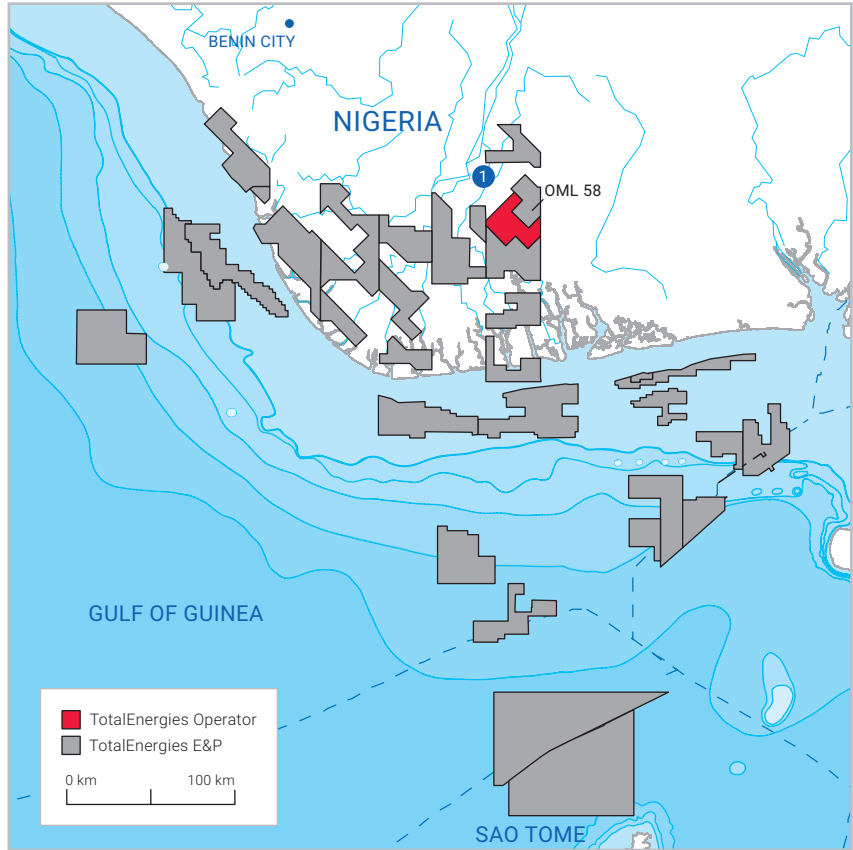 BENIN CITY
NIGERIA
1
OML 58
GULF OF GUINEA
TotalEnergies Operator
TotalEnergies E&P
0 km 100 km
SAO TOME